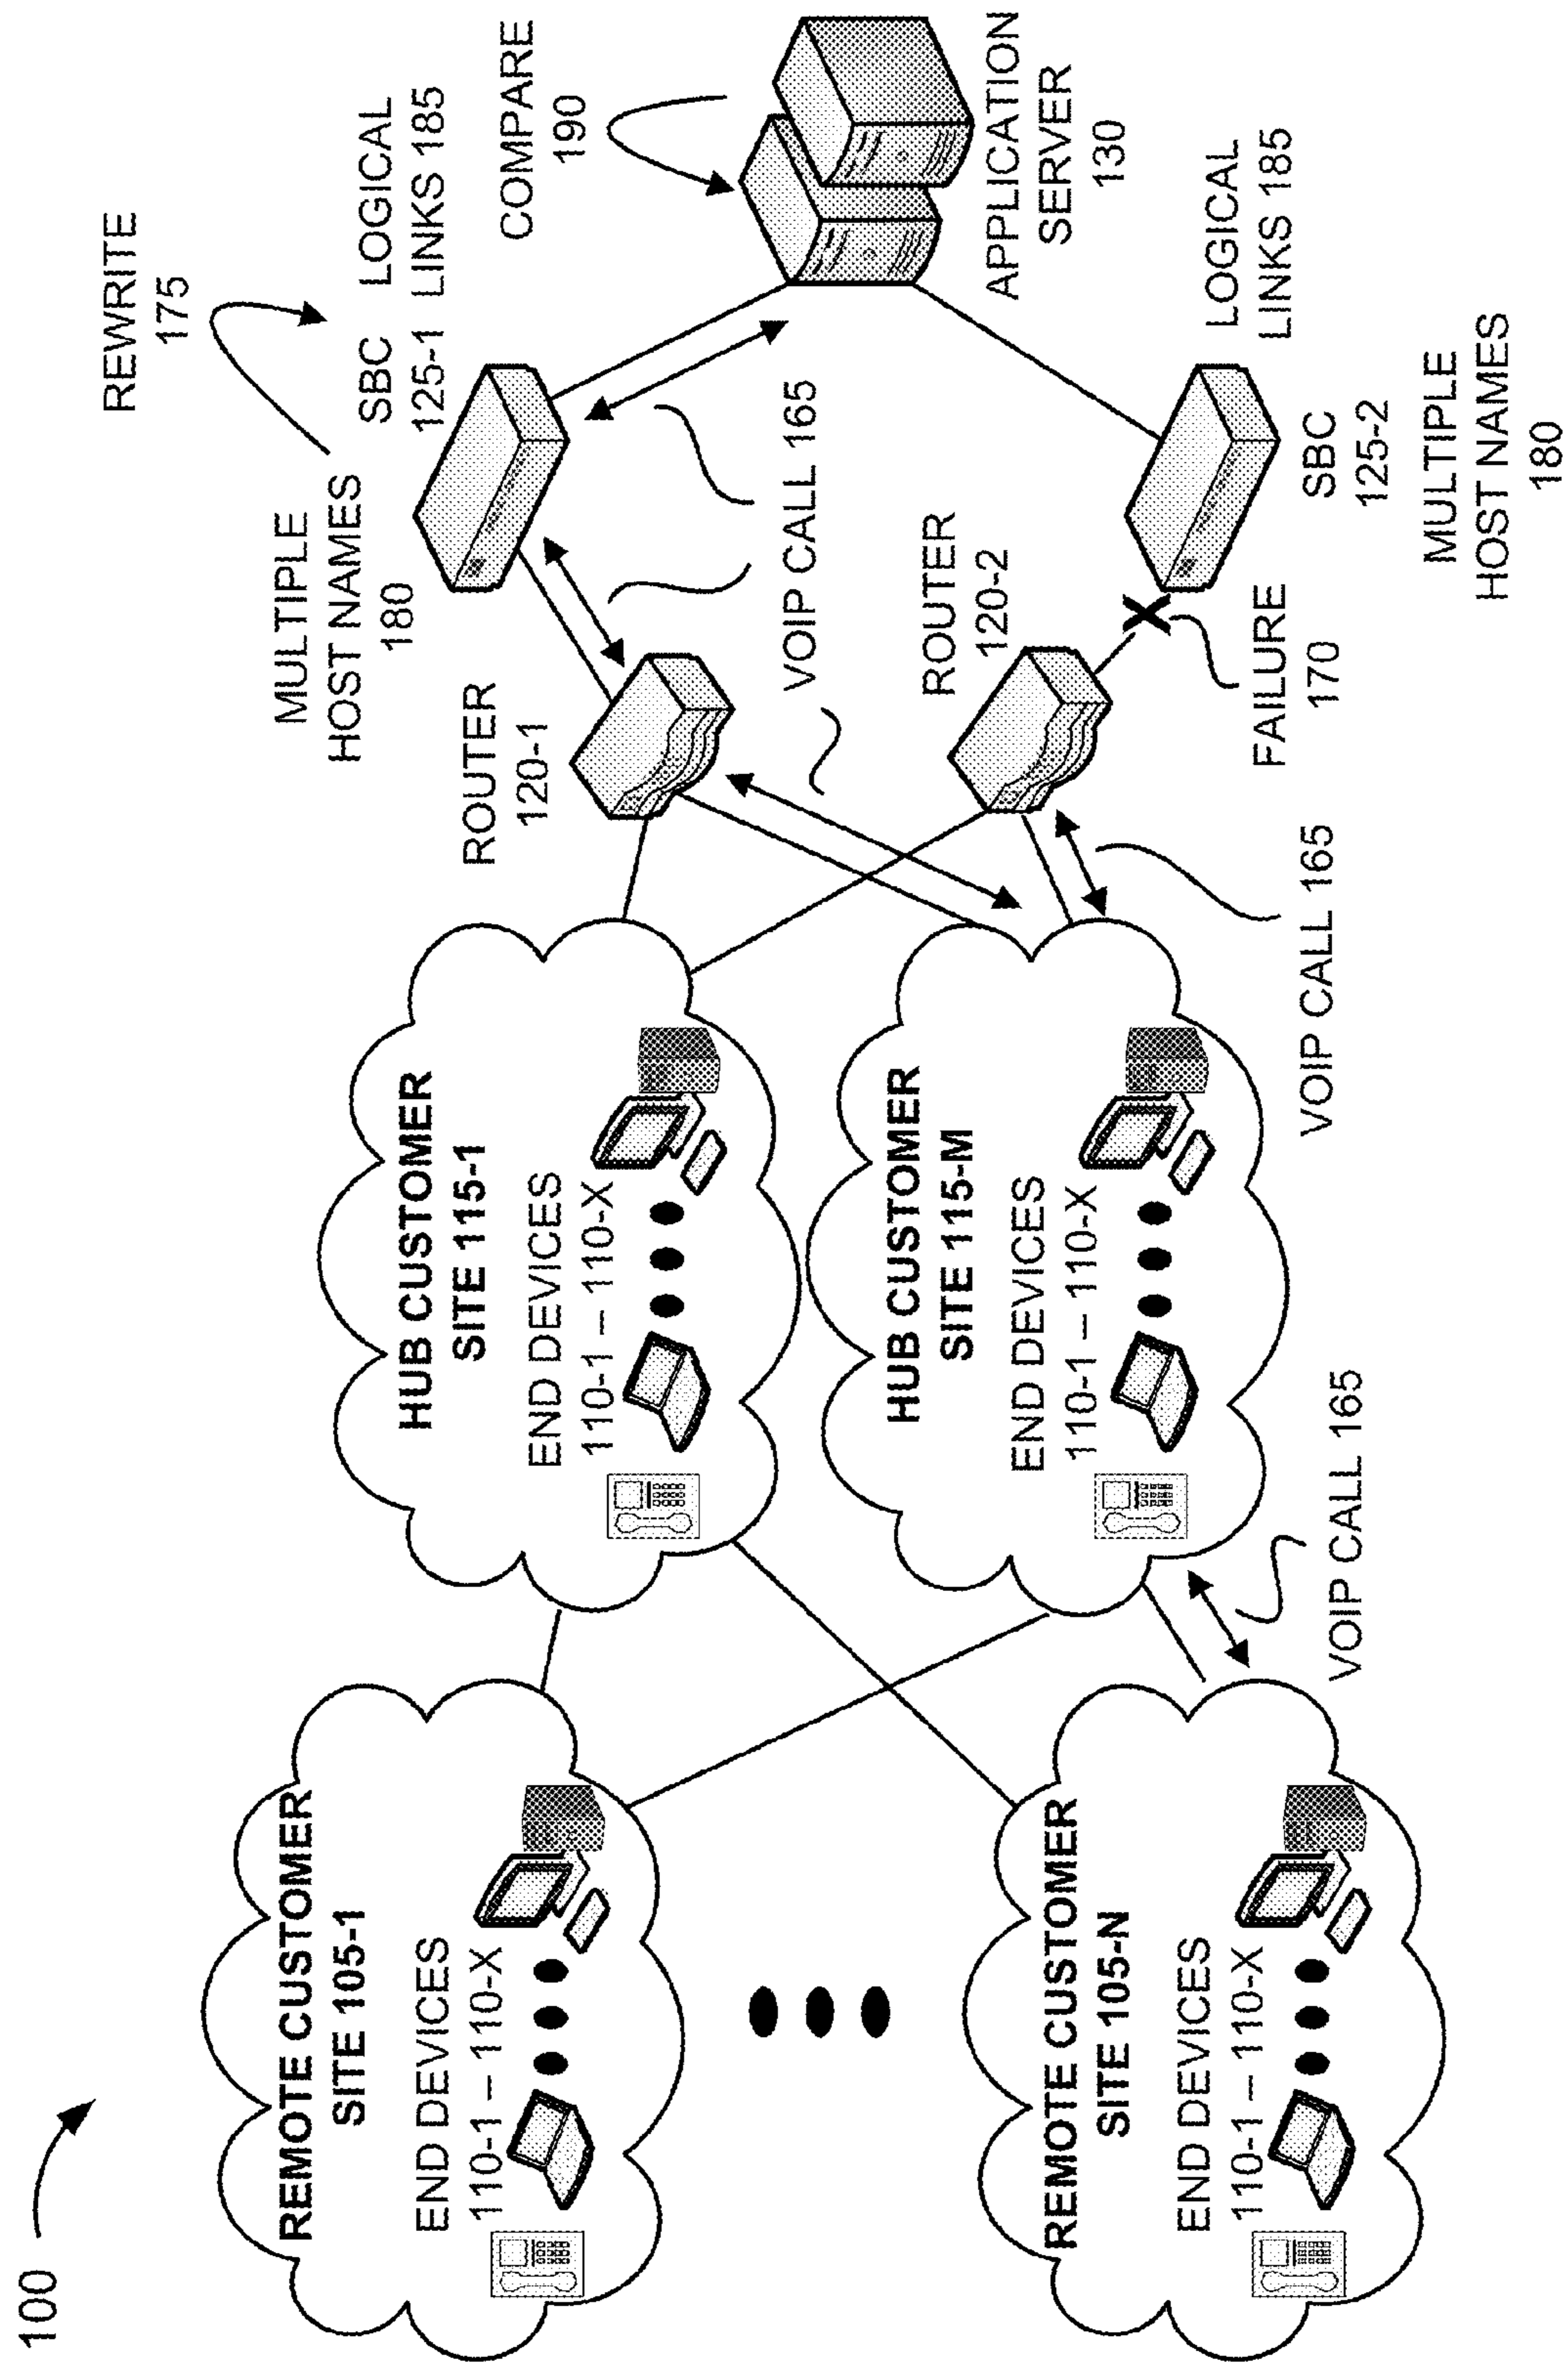 100
REMOTE CUSTOMER
SITE 105-1
END DEVICES
110-1 – 110-X
REMOTE CUSTOMER
SITE 105-N
END DEVICES
110-1 – 110-X
HUB CUSTOMER
SITE 115-1
END DEVICES
110-1 – 110-X
HUB CUSTOMER
SITE 115-M
END DEVICES
110-1 – 110-X
VOIP CALL 165
VOIP CALL 165
ROUTER
120-1
ROUTER
120-2
VOIP CALL 165
FAILURE
170
MULTIPLE
HOST NAMES
180
REWRITE
175
SBC
125-1
LOGICAL
LINKS 185
COMPARE
190
APPLICATION
SERVER
130
LOGICAL
LINKS 185
SBC
125-2
MULTIPLE
HOST NAMES
180